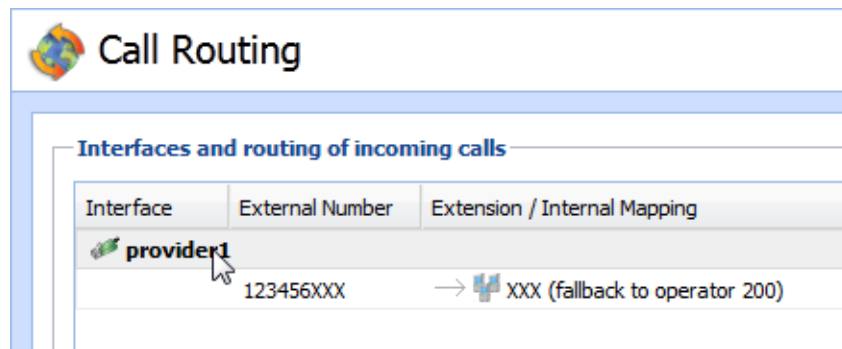 Call Routing
Interfaces and routing of incoming calls
Interface External Number Extension / Internal Mapping
provider1
123456XXX → XXX (fallback to operator 200)